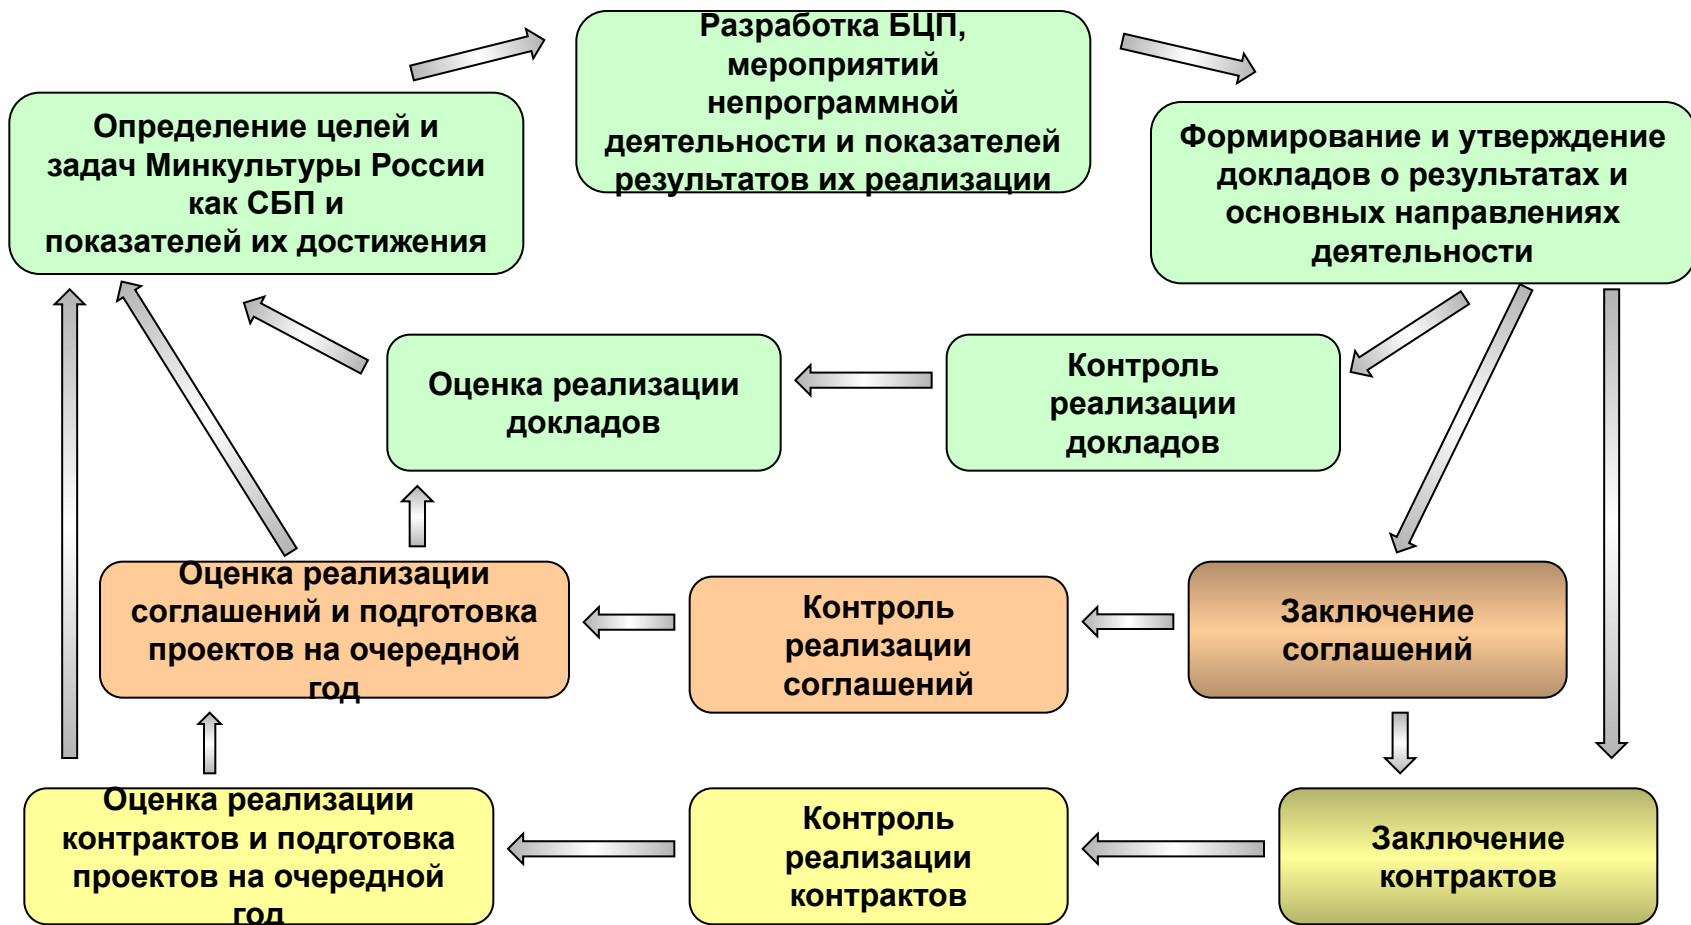 Разработка БЦП,
мероприятий
непрограммной
деятельности и показателей
результатов их реализации
Определение целей и
задач Минкультуры России
как СБП и
показателей их достижения
Формирование и утверждение
докладов о результатах и
основных направлениях
деятельности
Оценка реализации
докладов
Контроль
реализации
докладов
Оценка реализации
соглашений и подготовка
проектов на очередной
год
Контроль
реализации
соглашений
Заключение
соглашений
Оценка реализации
контрактов и подготовка
проектов на очередной
год
Контроль
реализации
контрактов
Заключение
контрактов